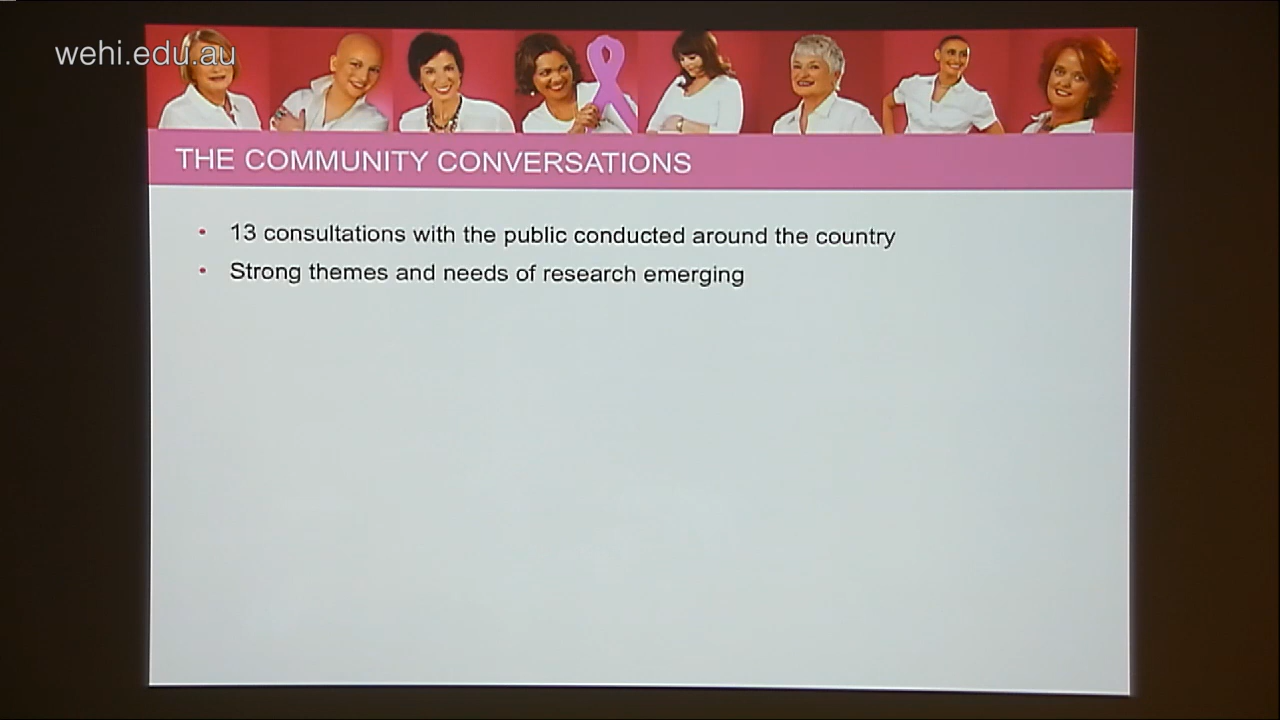 wehi.edu.au
THE COMMUNITY CONVERSATIONS
• 13 consultations with the public conducted around the country
• Strong themes and needs of research emerging